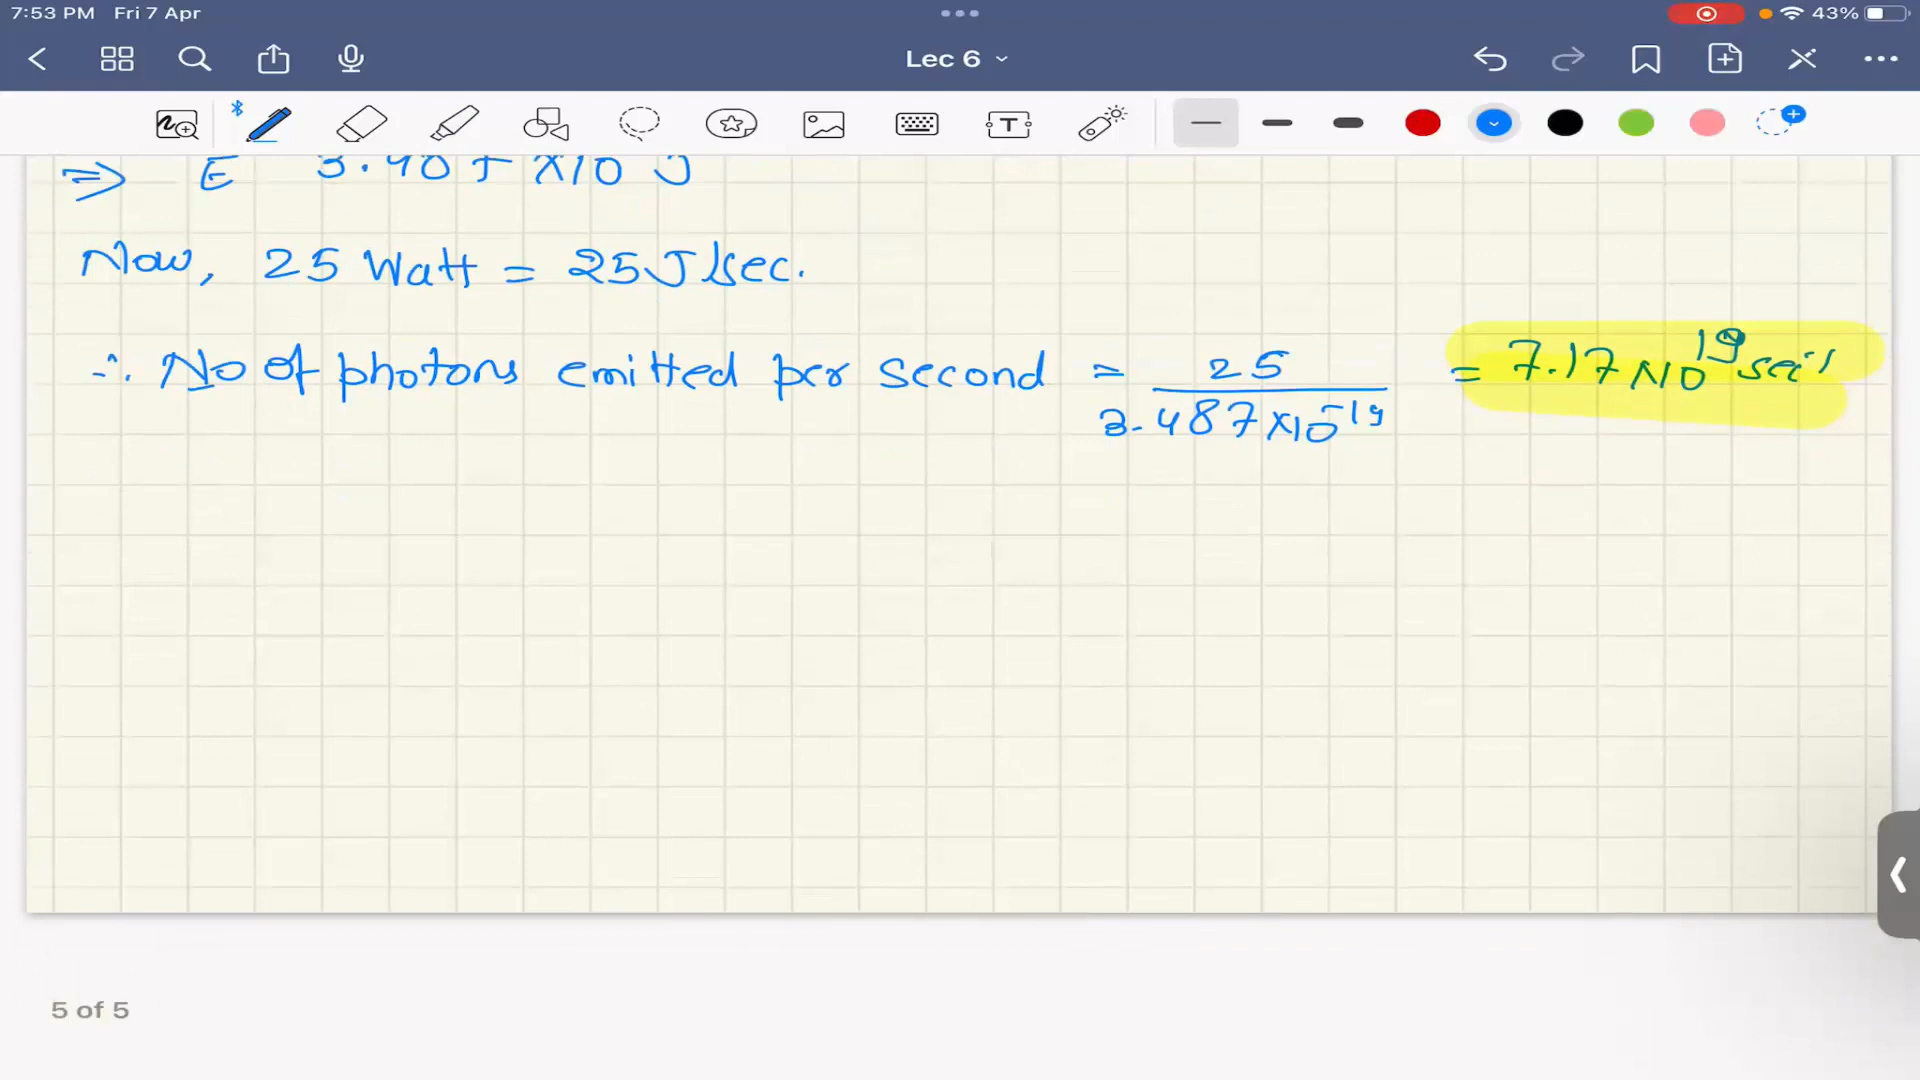 7:53 PM Fri 7 Apr
43%
Lec 6
⇒ E
Now, 25 Watt = 25 J/sec.
∴ No of photons emitted per second = 25 / 3.487 ×10⁻¹⁹ = 7.17 ×10¹⁹ sec⁻¹
5 of 5